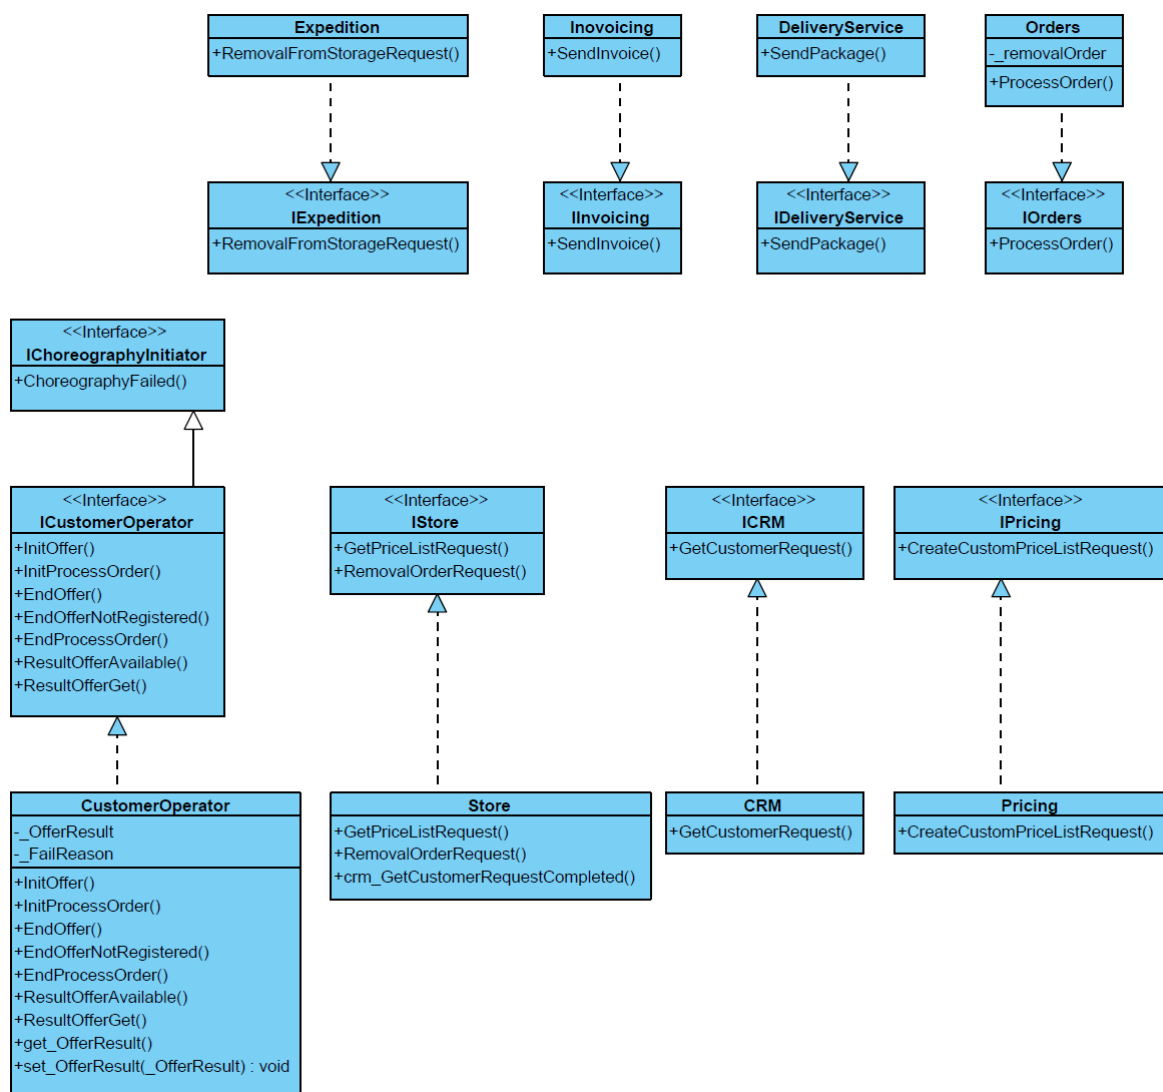 Expedition
+RemovalFromStorageRequest()
Inovoicing
+SendInvoice()
DeliveryService
+SendPackage()
Orders
-_removalOrder
+ProcessOrder()
<<Interface>>
IExpedition
+RemovalFromStorageRequest()
<<Interface>>
IInvoicing
+SendInvoice()
<<Interface>>
IDeliveryService
+SendPackage()
<<Interface>>
IOrders
+ProcessOrder()
<<Interface>>
IChoreographyInitiator
+ChoreographyFailed()
<<Interface>>
ICustomerOperator
+InitOffer()
+InitProcessOrder()
+EndOffer()
+EndOfferNotRegistered()
+EndProcessOrder()
+ResultOfferAvailable()
+ResultOfferGet()
<<Interface>>
IStore
+GetPriceListRequest()
+RemovalOrderRequest()
<<Interface>>
ICRM
+GetCustomerRequest()
<<Interface>>
IPricing
+CreateCustomPriceListRequest()
CustomerOperator
-_OfferResult
-_FailReason
+InitOffer()
+InitProcessOrder()
+EndOffer()
+EndOfferNotRegistered()
+EndProcessOrder()
+ResultOfferAvailable()
+ResultOfferGet()
+get_OfferResult()
+set_OfferResult(_OfferResult) : void
Store
+GetPriceListRequest()
+RemovalOrderRequest()
+crm_GetCustomerRequestCompleted()
CRM
+GetCustomerRequest()
Pricing
+CreateCustomPriceListRequest()